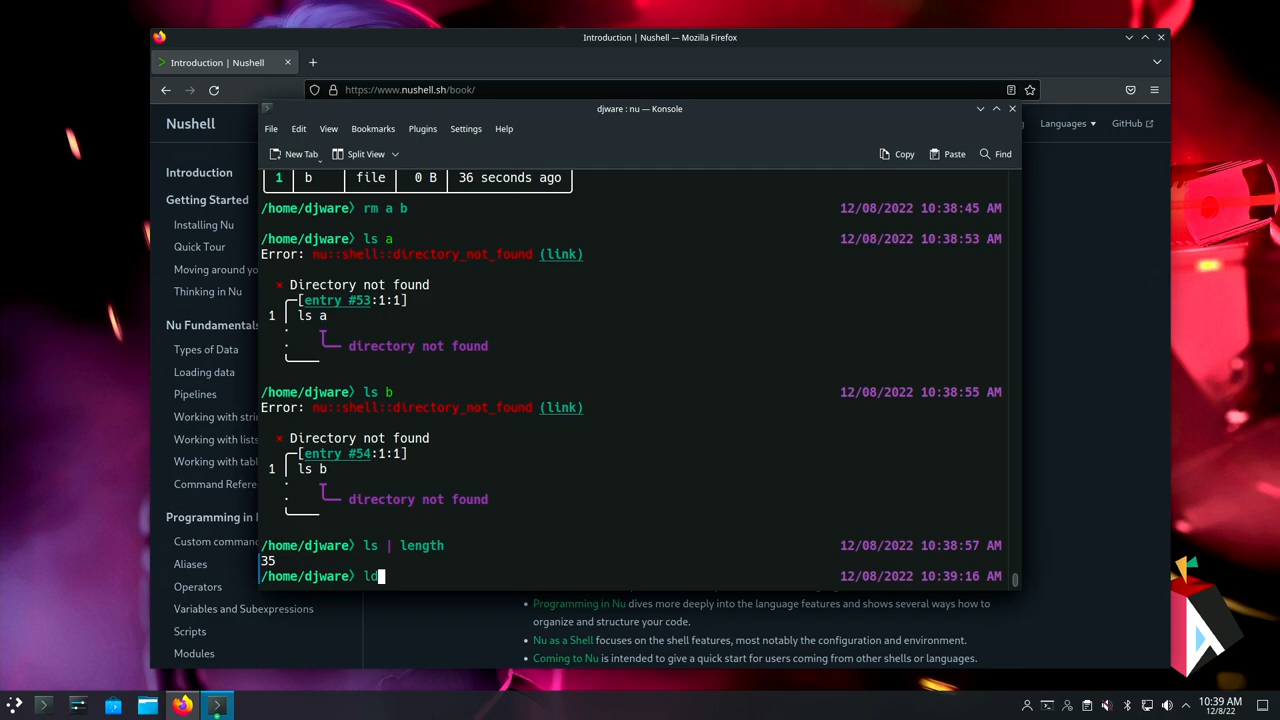 Introduction | Nushell — Mozilla Firefox
Introduction | Nushell
https://www.nushell.sh/book/
djware : nu — Konsole
Nushell
Languages
GitHub
File Edit View Bookmarks Plugins Settings Help
New Tab Split View Copy Paste Find
Introduction
Getting Started
Installing Nu
Quick Tour
Moving around yo
Thinking in Nu
Nu Fundamentals
Types of Data
Loading data
Pipelines
Working with strin
Working with lists
Working with tabl
Command Refere
Programming in N
Custom command
Aliases
Operators
Variables and Subexpressions
Scripts
Modules
1 b file 0 B 36 seconds ago
/home/djware〉 rm a b 12/08/2022 10:38:45 AM
/home/djware〉 ls a 12/08/2022 10:38:53 AM
Error: nu::shell::directory_not_found (link)
× Directory not found
[entry #53:1:1]
1 ls a
directory not found
/home/djware〉 ls b 12/08/2022 10:38:55 AM
Error: nu::shell::directory_not_found (link)
× Directory not found
[entry #54:1:1]
1 ls b
directory not found
/home/djware〉 ls | length 12/08/2022 10:38:57 AM
35
/home/djware〉 ld 12/08/2022 10:39:16 AM
• Programming in Nu dives more deeply into the language features and shows several ways how to
organize and structure your code.
• Nu as a Shell focuses on the shell features, most notably the configuration and environment.
• Coming to Nu is intended to give a quick start for users coming from other shells or languages.
10:39 AM
12/8/22